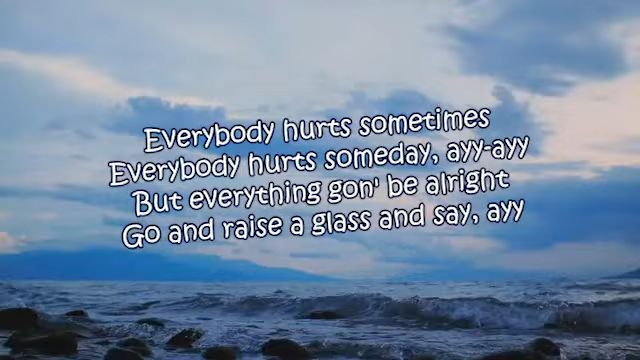 Everybody hurts sometimes
Everybody hurts someday, ayy-ayy
But everything gon' be alright
Go and raise a glass and say, ayy